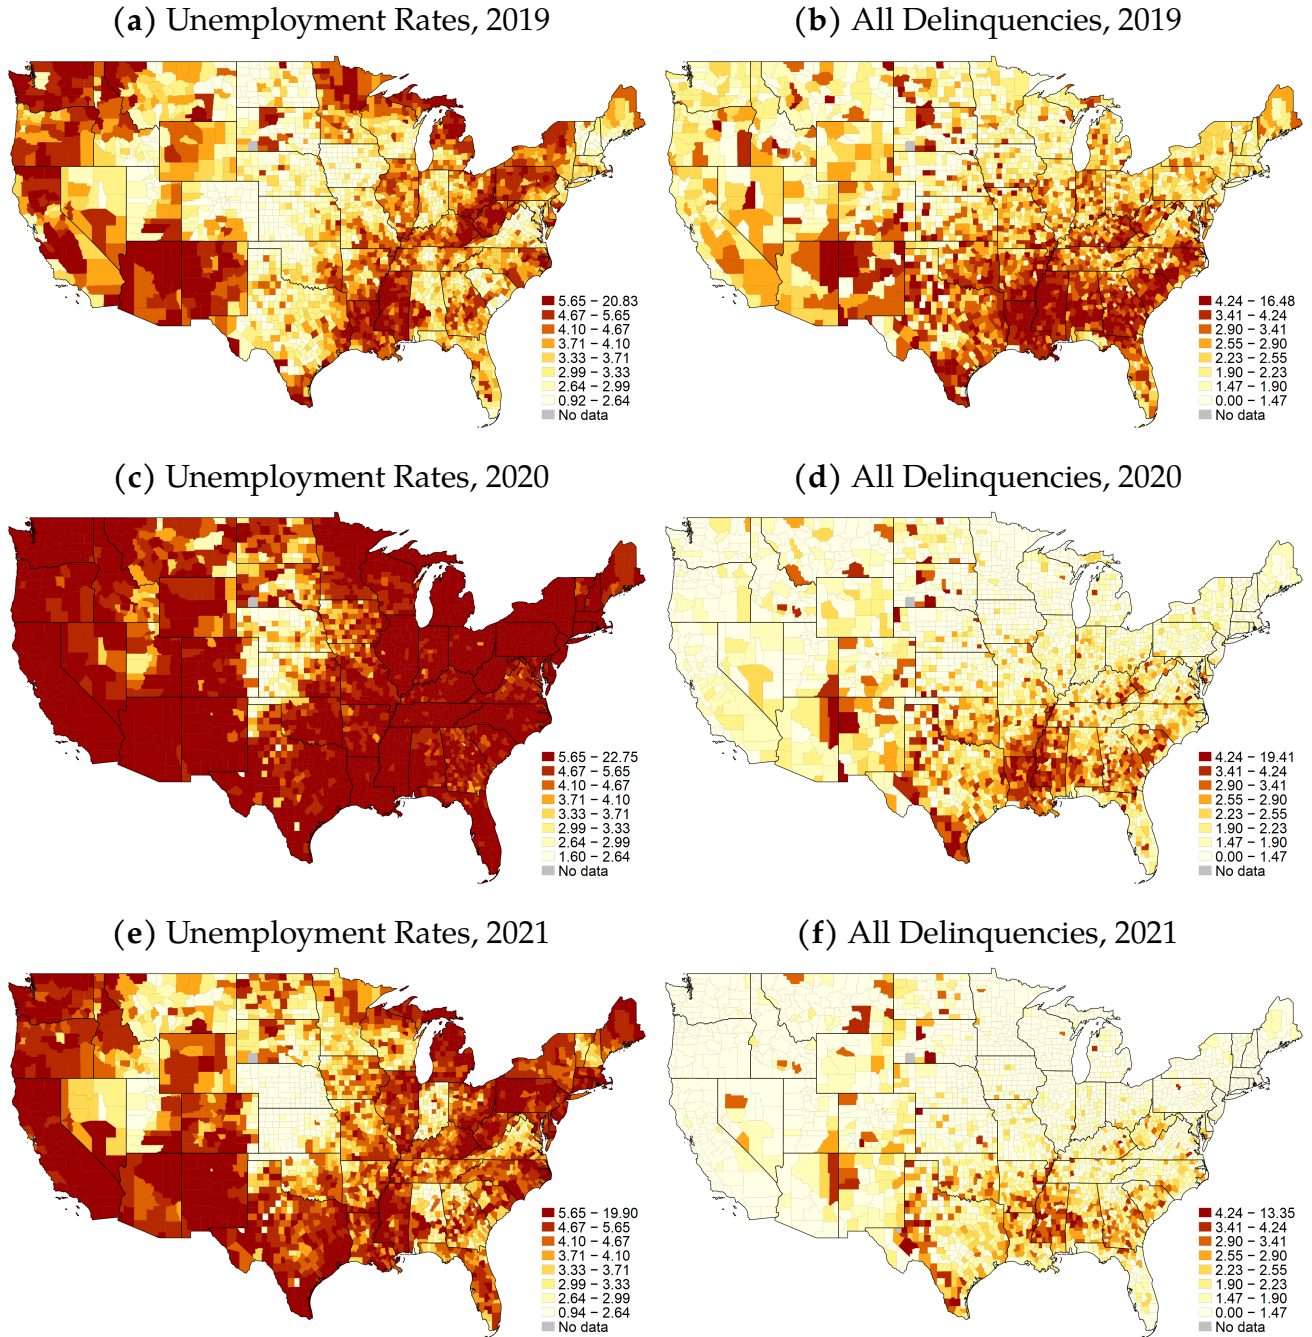 (a) Unemployment Rates, 2019
5.65 − 20.83
4.67 − 5.65
4.10 − 4.67
3.71 − 4.10
3.33 − 3.71
2.99 − 3.33
2.64 − 2.99
0.92 − 2.64
No data
(b) All Delinquencies, 2019
4.24 − 16.48
3.41 − 4.24
2.90 − 3.41
2.55 − 2.90
2.23 − 2.55
1.90 − 2.23
1.47 − 1.90
0.00 − 1.47
No data
(c) Unemployment Rates, 2020
5.65 − 22.75
4.67 − 5.65
4.10 − 4.67
3.71 − 4.10
3.33 − 3.71
2.99 − 3.33
2.64 − 2.99
1.60 − 2.64
No data
(d) All Delinquencies, 2020
4.24 − 19.41
3.41 − 4.24
2.90 − 3.41
2.55 − 2.90
2.23 − 2.55
1.90 − 2.23
1.47 − 1.90
0.00 − 1.47
No data
(e) Unemployment Rates, 2021
5.65 − 19.90
4.67 − 5.65
4.10 − 4.67
3.71 − 4.10
3.33 − 3.71
2.99 − 3.33
2.64 − 2.99
0.94 − 2.64
No data
(f) All Delinquencies, 2021
4.24 − 13.35
3.41 − 4.24
2.90 − 3.41
2.55 − 2.90
2.23 − 2.55
1.90 − 2.23
1.47 − 1.90
0.00 − 1.47
No data